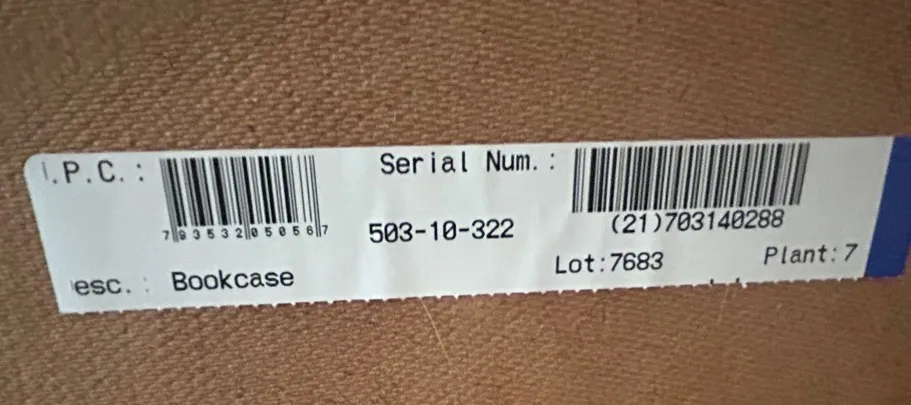 .P.C.:
7 93532 05056 7
Serial Num.:
503-10-322
(21)703140288
Lot:7683
Plant:7
esc.: Bookcase